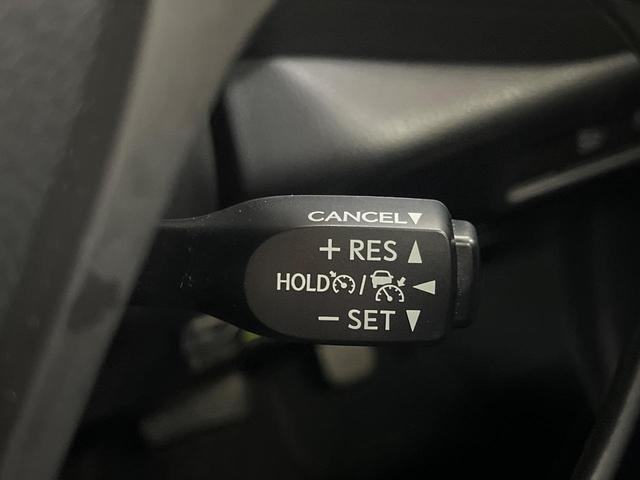 CANCEL▼
+ RES ▲
HOLD / ◀
− SET ▼